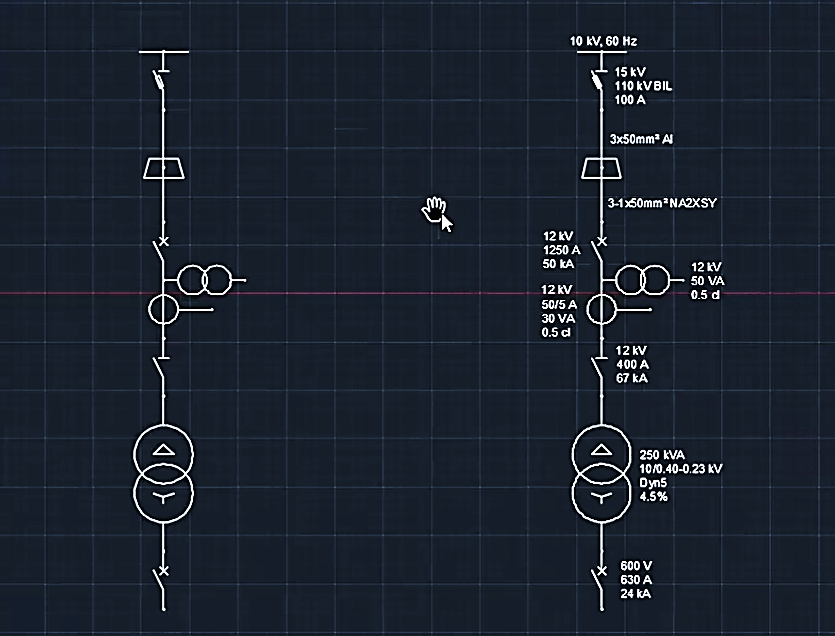 10 kV, 60 Hz
15 kV
110 kV BIL
100 A
3x50mm² Al
3-1x50mm² NA2XSY
12 kV
1250 A
50 kA
12 kV
50 VA
0.5 cl
12 kV
50/5 A
30 VA
0.5 cl
12 kV
400 A
67 kA
250 kVA
10/0.40-0.23 kV
Dyn5
4.5%
600 V
630 A
24 kA